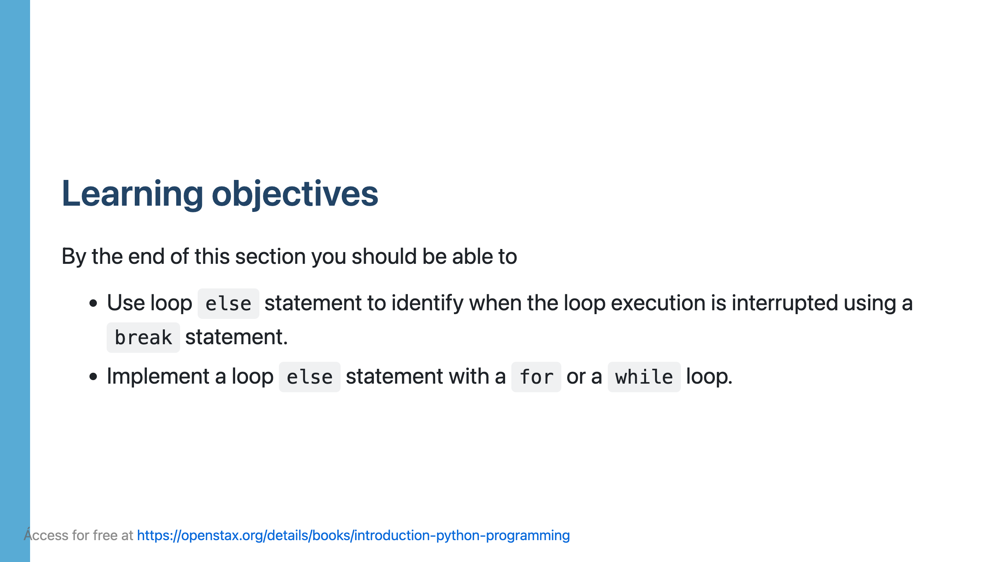 Learning objectives
By the end of this section you should be able to
• Use loop else statement to identify when the loop execution is interrupted using a
break statement.
• Implement a loop else statement with a for or a while loop.
Áccess for free at https://openstax.org/details/books/introduction-python-programming